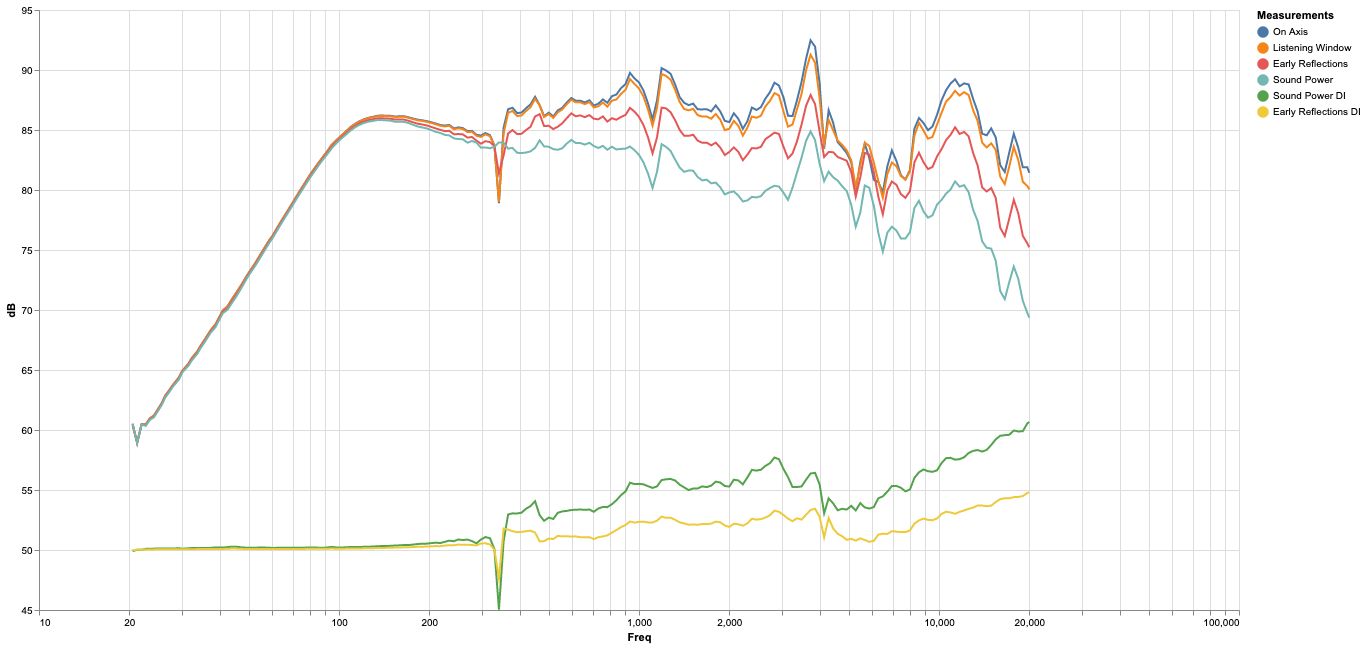 95
90
85
80
75
70
65
60
55
50
45
dB
10
20
100
200
1,000
2,000
10,000
20,000
100,000
Freq
Measurements
On Axis
Listening Window
Early Reflections
Sound Power
Sound Power DI
Early Reflections DI